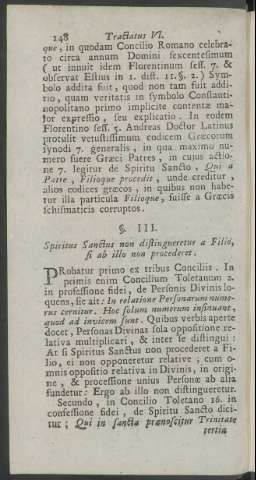 148 Tractatus VI.
que, in quodam Concilio Romano celebra-
to circa annum Domini sexcentesimum
( ut innuit idem Florentinum sess. 7. &
observat Estius in 1. dist. 11. §. 2. ) Sym-
bolo addita fuit, quod non tam fuit addi-
tio, quam veritatis in symbolo Constanti-
nopolitano primo implicite contentæ ma-
jor expressio, seu explicatio. In eodem
Florentino sess. 5. Andreas Doctor Latinus
protulit vetustissimum codicem Græcorum
synodi 7. generalis, in qua maximo nu-
mero fuere Græci Patres, in cujus actio-
ne 7. legitur de Spiritu Sancto, Qui a
Patre, Filioque procedit, unde creditur,
alios codices græcos, in quibus non habe-
tur illa particula Filioque, fuisse a Græcis
schismaticis corruptos.
§. III.
Spiritus Sanctus non distingueretur a Filio,
si ab illo non procederet.
PRobatur primo ex tribus Conciliis. In
primis enim Concilium Toletanum 2.
in professione fidei, de Personis Divinis lo-
quens, sic ait: In relatione Personarum nume-
rus cernitur. Hoc solum numerum insinuant,
quod ad invicem sunt. Quibus verbis aperte
docet, Personas Divinas sola oppositione re-
lativa multiplicari, & inter se distingui:
At si Spiritus Sanctus non procederet a Fi-
lio, ei non opponeretur relative; cum o-
mnis oppositio relativa in Divinis, in origi-
ne, & processione unius Personæ ab alia
fundetur: Ergo ab illo non distingueretur.
Secundo, in Concilio Toletano 16. in
confessione fidei, de Spiritu Sancto dici-
tur; Qui in sancta prænoscitur Trinitate
tertia